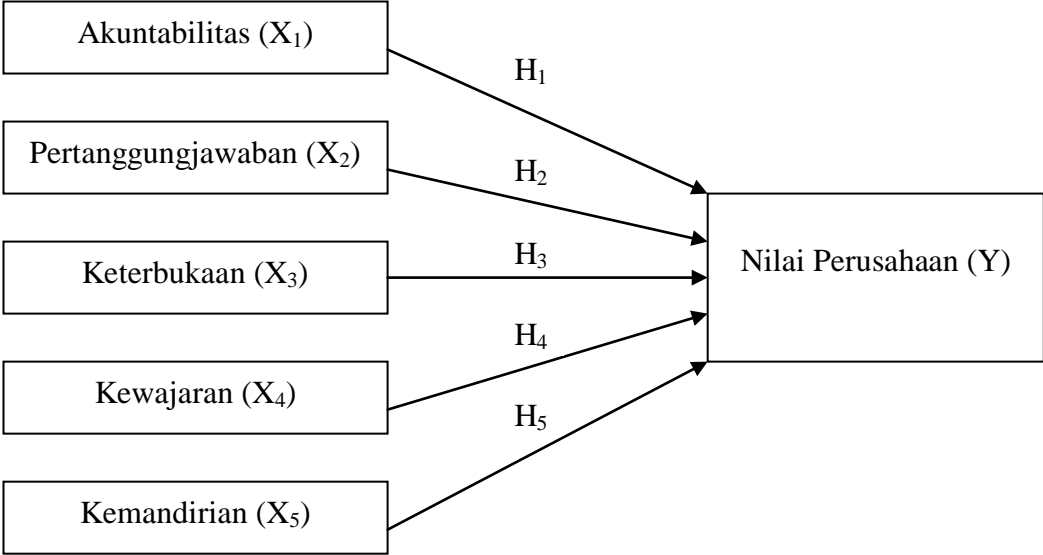 Akuntabilitas (X₁)
H₁
Pertanggungjawaban (X₂)
H₂
Keterbukaan (X₃)
H₃
Nilai Perusahaan (Y)
Kewajaran (X₄)
H₄
Kemandirian (X₅)
H₅